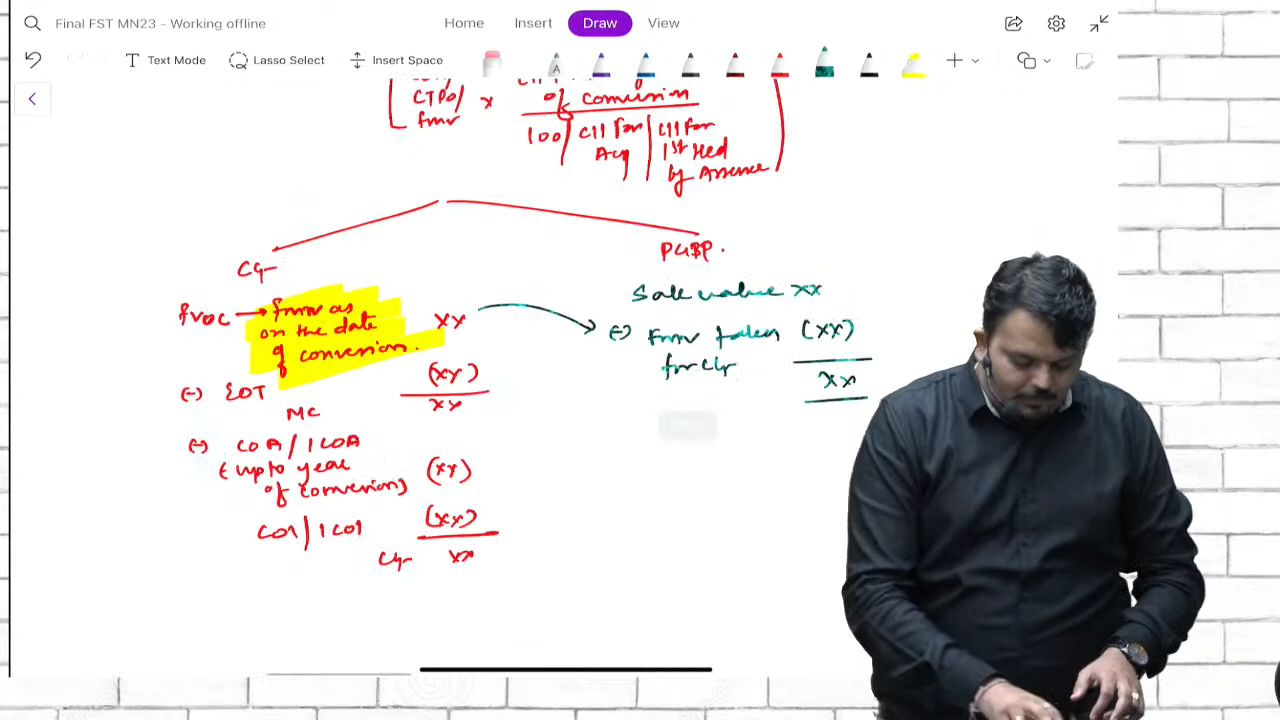 Final FST MN23 - Working offline
Home Insert Draw View
Text Mode Lasso Select Insert Space
CTPO/ x of conversion
fmv
100 CII for CII for
Acq 1st Hed
by Assessee
CG PGBP.
FVOC → fmv as
on the date
of conversion. xx
(-) EOT (xx)
xx
MC
(-) COA/ICOA
(upto year
of conversion) (xx)
COI/ICOI (xx)
CG xx
Sale value xx
(-) Fmv taken (xx)
for CG
xx